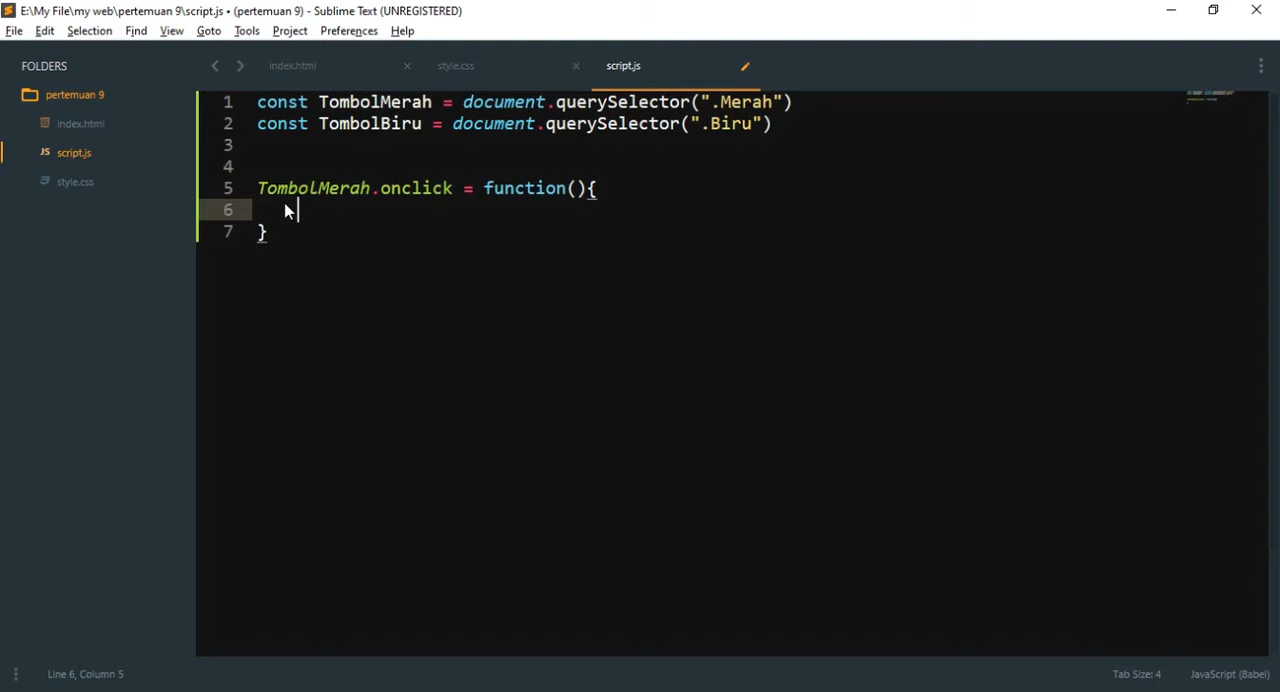 E:\My File\my web\pertemuan 9\script.js • (pertemuan 9) - Sublime Text (UNREGISTERED)
File Edit Selection Find View Goto Tools Project Preferences Help
FOLDERS
pertemuan 9
index.html
JS script.js
style.css
index.html style.css script.js
1 const TombolMerah = document.querySelector(".Merah")
2 const TombolBiru = document.querySelector(".Biru")
3
4
5 TombolMerah.onclick = function(){
6
7 }
Line 6, Column 5 Tab Size: 4 JavaScript (Babel)